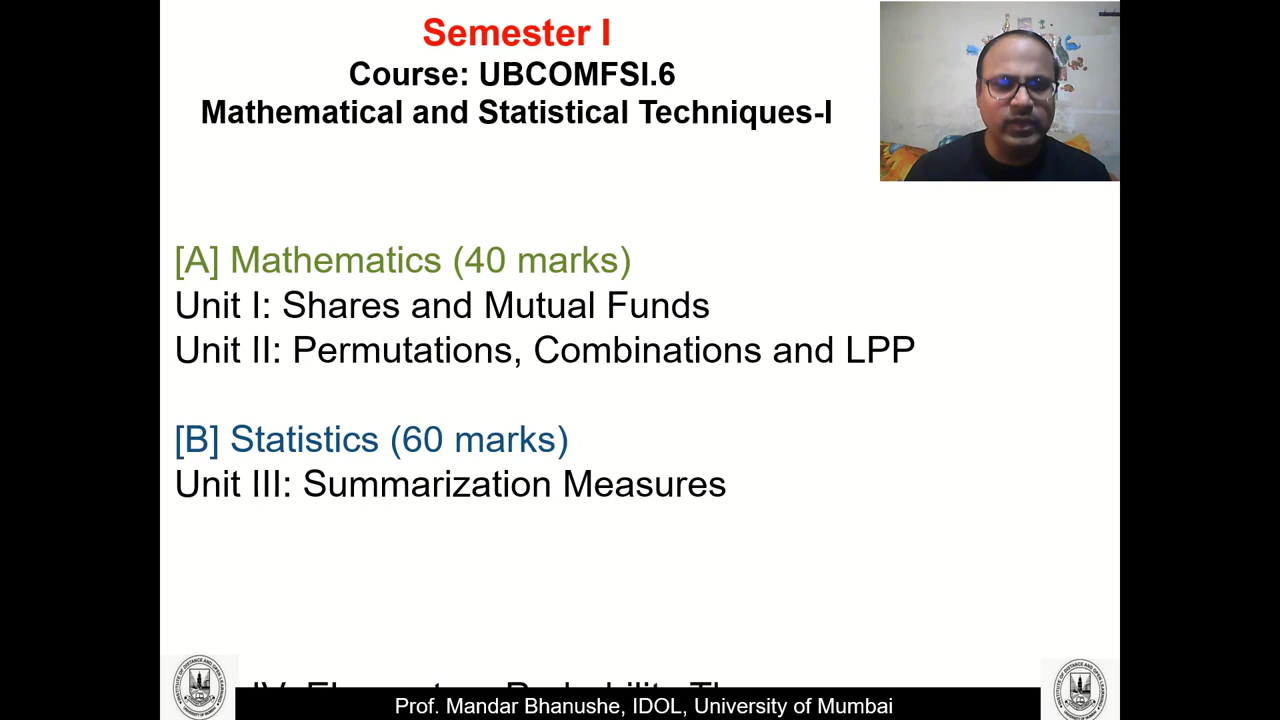 Semester I
Course: UBCOMFSI.6
Mathematical and Statistical Techniques-I
[A] Mathematics (40 marks)
Unit I: Shares and Mutual Funds
Unit II: Permutations, Combinations and LPP
[B] Statistics (60 marks)
Unit III: Summarization Measures
Prof. Mandar Bhanushe, IDOL, University of Mumbai